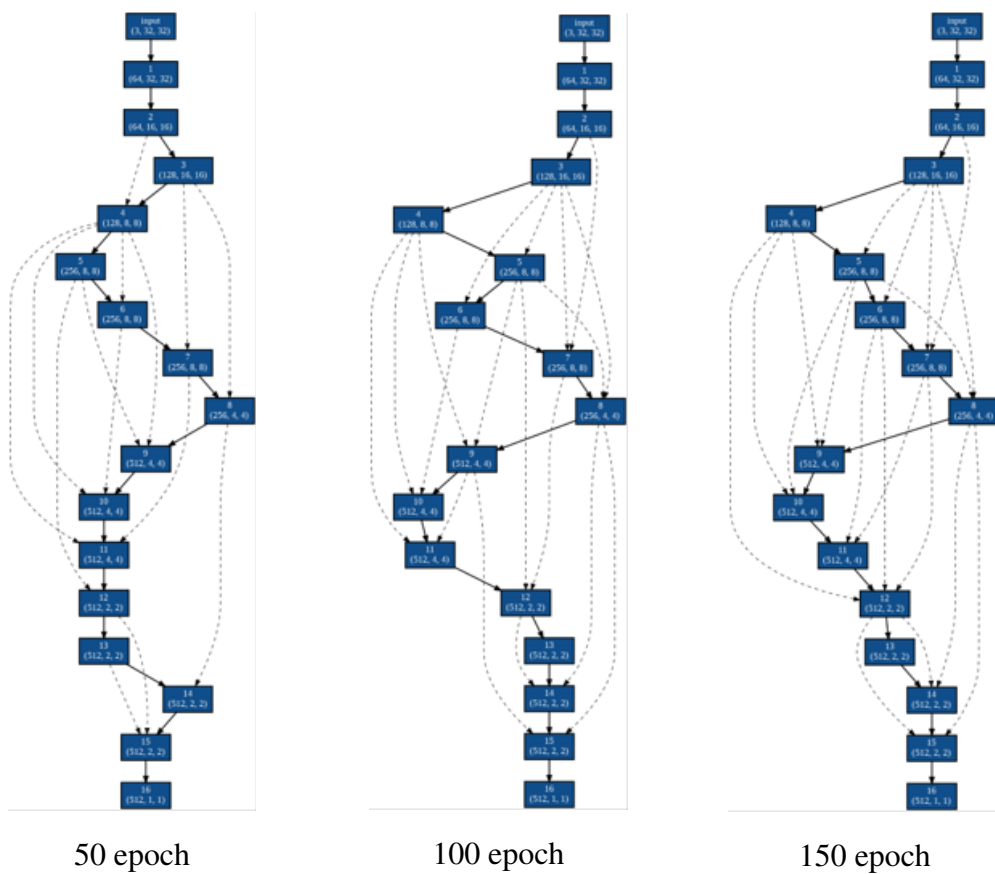 input
(3, 32, 32)
1
(64, 32, 32)
2
(64, 16, 16)
3
(128, 16, 16)
4
(128, 8, 8)
5
(256, 8, 8)
6
(256, 8, 8)
7
(256, 8, 8)
8
(256, 4, 4)
9
(512, 4, 4)
10
(512, 4, 4)
11
(512, 4, 4)
12
(512, 2, 2)
13
(512, 2, 2)
14
(512, 2, 2)
15
(512, 2, 2)
16
(512, 1, 1)
50 epoch
input
(3, 32, 32)
1
(64, 32, 32)
2
(64, 16, 16)
3
(128, 16, 16)
4
(128, 8, 8)
5
(256, 8, 8)
6
(256, 8, 8)
7
(256, 8, 8)
8
(256, 4, 4)
9
(512, 4, 4)
10
(512, 4, 4)
11
(512, 4, 4)
12
(512, 2, 2)
13
(512, 2, 2)
14
(512, 2, 2)
15
(512, 2, 2)
16
(512, 1, 1)
100 epoch
input
(3, 32, 32)
1
(64, 32, 32)
2
(64, 16, 16)
3
(128, 16, 16)
4
(128, 8, 8)
5
(256, 8, 8)
6
(256, 8, 8)
7
(256, 8, 8)
8
(256, 4, 4)
9
(512, 4, 4)
10
(512, 4, 4)
11
(512, 4, 4)
12
(512, 2, 2)
13
(512, 2, 2)
14
(512, 2, 2)
15
(512, 2, 2)
16
(512, 1, 1)
150 epoch